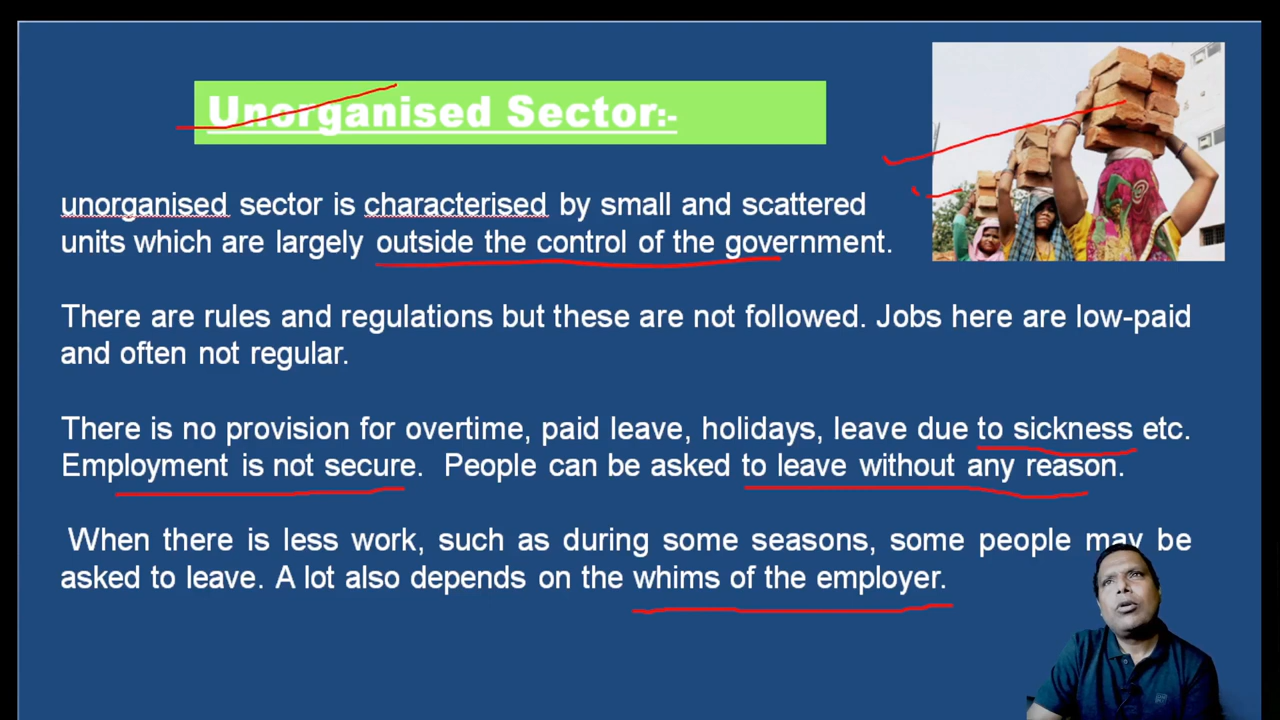 Unorganised Sector:-
unorganised sector is characterised by small and scattered
units which are largely outside the control of the government.
There are rules and regulations but these are not followed. Jobs here are low-paid
and often not regular.
There is no provision for overtime, paid leave, holidays, leave due to sickness etc.
Employment is not secure. People can be asked to leave without any reason.
When there is less work, such as during some seasons, some people may be
asked to leave. A lot also depends on the whims of the employer.